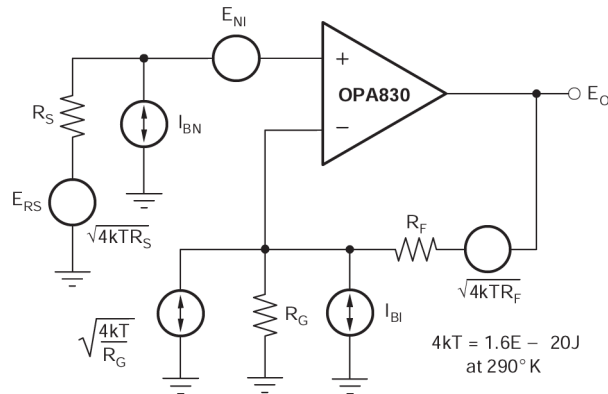 E_NI
+
OPA830
−
E_O
R_S
I_BN
E_RS
√4kTR_S
R_F
√4kTR_F
√4kT/R_G
R_G
I_BI
4kT = 1.6E − 20J
at 290°K